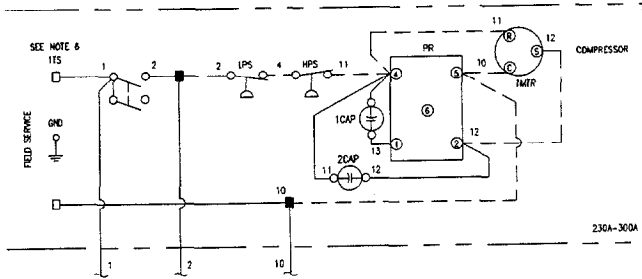 SEE NOTE 6
1TS
1
2
2
LPS
4
HPS
11
PR
11
R
12
S
COMPRESSOR
C
1MTR
4
5
10
6
1CAP
1
2
12
13
2CAP
11
12
GND
FIELD SERVICE
10
230A-300A
1
2
10